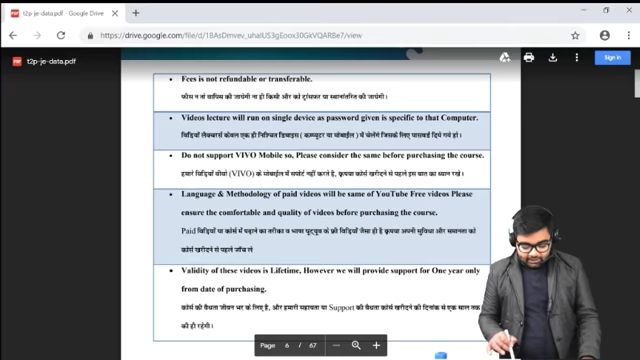 t2p-je-data.pdf - Google Drive
https://drive.google.com/file/d/1BAsDmvev_uhaIUS3gEoox30GkVQARBc9/view
t2p-je-data.pdf
Sign in
Fees is not refundable or transferable.
फीस न तो वापिस की जायेगी ना ही किसी और को ट्रांसफर या स्थानांतरित की जायेगी।
Videos lecture will run on single device as password given is specific to that Computer.
विडियों लैक्चरर्स केवल एक ही निश्चित डिवाइस ( कम्प्यूटर या मोबाईल ) में चलेंगें जिसके लिए पासवर्ड दिये गये हो।
Do not support VIVO Mobile so, Please consider the same before purchasing the course.
हमारे विडियों वीवो (VIVO) के मोबाईल में सपोर्ट नहीं करते है, कृपया कोर्स खरीदने से पहले इस बात का ध्यान रखे।
Language & Methodology of paid videos will be same of YouTube Free videos Please
ensure the comfortable and quality of videos before purchasing the course.
Paid विडियों या कोर्स में पढ़ाने का तरीका व भाषा यूट्यूब के फ्री विडियों जैसा ही है कृपया अपनी सुविधा और समानता को
कोर्स खरीदने से पहले जाँच लें
Validity of these videos is Lifetime, However we will provide support for One year only
from date of purchasing.
कोर्स की वैधता जीवन भर के लिए है, और हमारी सहायता या Support की वैधता कोर्स खरीदने की दिनांक से एक साल तक
की ही रहेगी।
Page 6 / 67